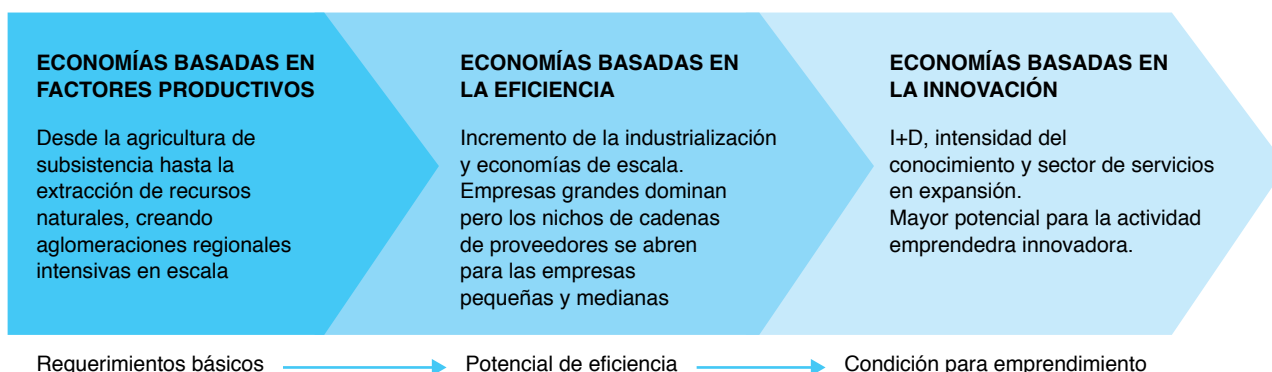 ECONOMÍAS BASADAS EN
FACTORES PRODUCTIVOS
Desde la agricultura de
subsistencia hasta la
extracción de recursos
naturales, creando
aglomeraciones regionales
intensivas en escala
ECONOMÍAS BASADAS EN
LA EFICIENCIA
Incremento de la industrialización
y economías de escala.
Empresas grandes dominan
pero los nichos de cadenas
de proveedores se abren
para las empresas
pequeñas y medianas
ECONOMÍAS BASADAS EN
LA INNOVACIÓN
I+D, intensidad del
conocimiento y sector de servicios
en expansión.
Mayor potencial para la actividad
emprendedra innovadora.
Requerimientos básicos
Potencial de eficiencia
Condición para emprendimiento